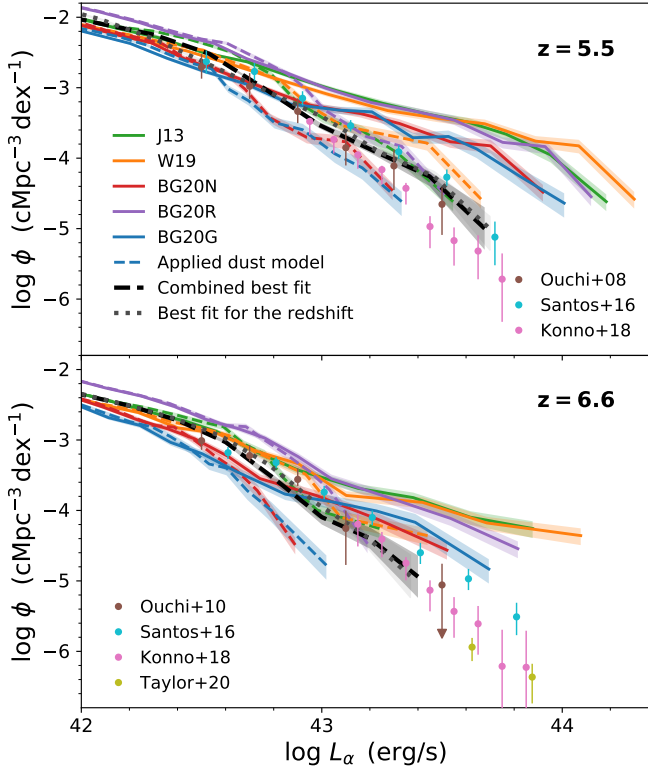 −2
−3
−4
−5
−6
log ϕ (cMpc⁻³ dex⁻¹)
z = 5.5
J13
W19
BG20N
BG20R
BG20G
Applied dust model
Combined best fit
Best fit for the redshift
Ouchi+08
Santos+16
Konno+18
−2
−3
−4
−5
−6
log ϕ (cMpc⁻³ dex⁻¹)
z = 6.6
Ouchi+10
Santos+16
Konno+18
Taylor+20
42 43 44
log Lα (erg/s)